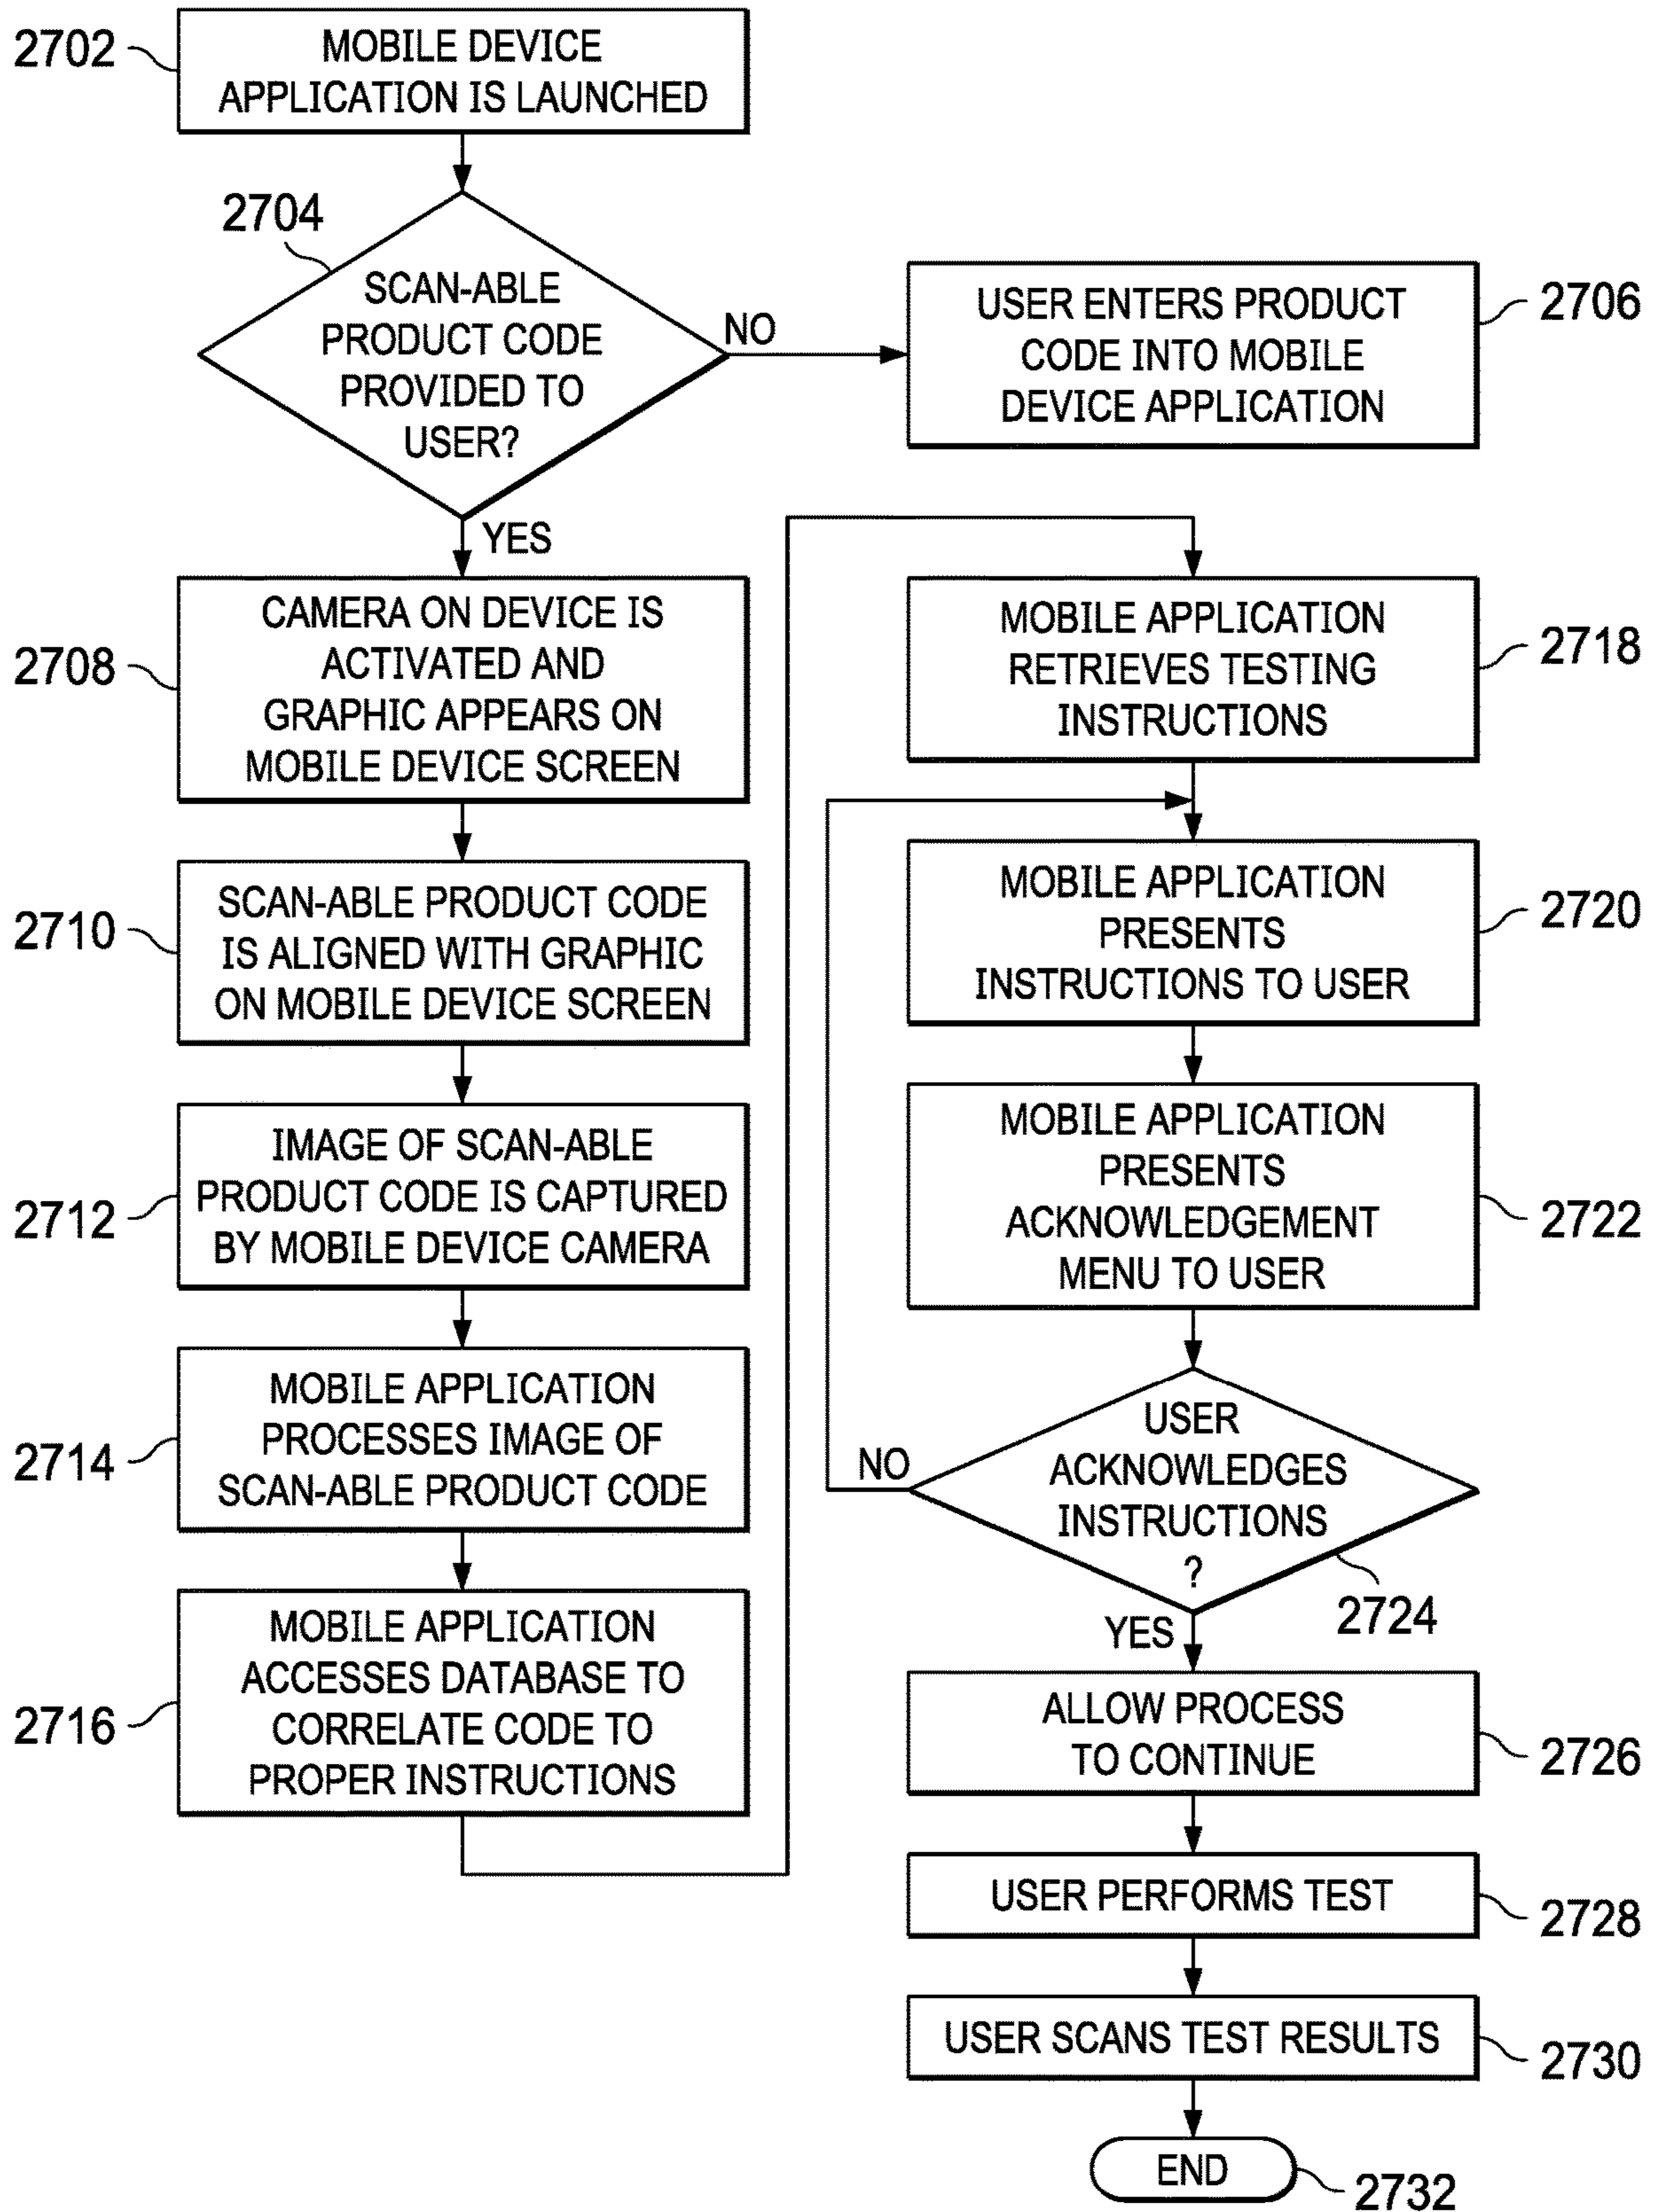 2702
MOBILE DEVICE
APPLICATION IS LAUNCHED
2704
SCAN-ABLE
PRODUCT CODE
PROVIDED TO
USER?
NO
USER ENTERS PRODUCT
CODE INTO MOBILE
DEVICE APPLICATION
2706
YES
2708
CAMERA ON DEVICE IS
ACTIVATED AND
GRAPHIC APPEARS ON
MOBILE DEVICE SCREEN
2710
SCAN-ABLE PRODUCT CODE
IS ALIGNED WITH GRAPHIC
ON MOBILE DEVICE SCREEN
2712
IMAGE OF SCAN-ABLE
PRODUCT CODE IS CAPTURED
BY MOBILE DEVICE CAMERA
2714
MOBILE APPLICATION
PROCESSES IMAGE OF
SCAN-ABLE PRODUCT CODE
2716
MOBILE APPLICATION
ACCESSES DATABASE TO
CORRELATE CODE TO
PROPER INSTRUCTIONS
MOBILE APPLICATION
RETRIEVES TESTING
INSTRUCTIONS
2718
MOBILE APPLICATION
PRESENTS
INSTRUCTIONS TO USER
2720
MOBILE APPLICATION
PRESENTS
ACKNOWLEDGEMENT
MENU TO USER
2722
NO
USER
ACKNOWLEDGES
INSTRUCTIONS
?
2724
YES
ALLOW PROCESS
TO CONTINUE
2726
USER PERFORMS TEST
2728
USER SCANS TEST RESULTS
2730
END
2732